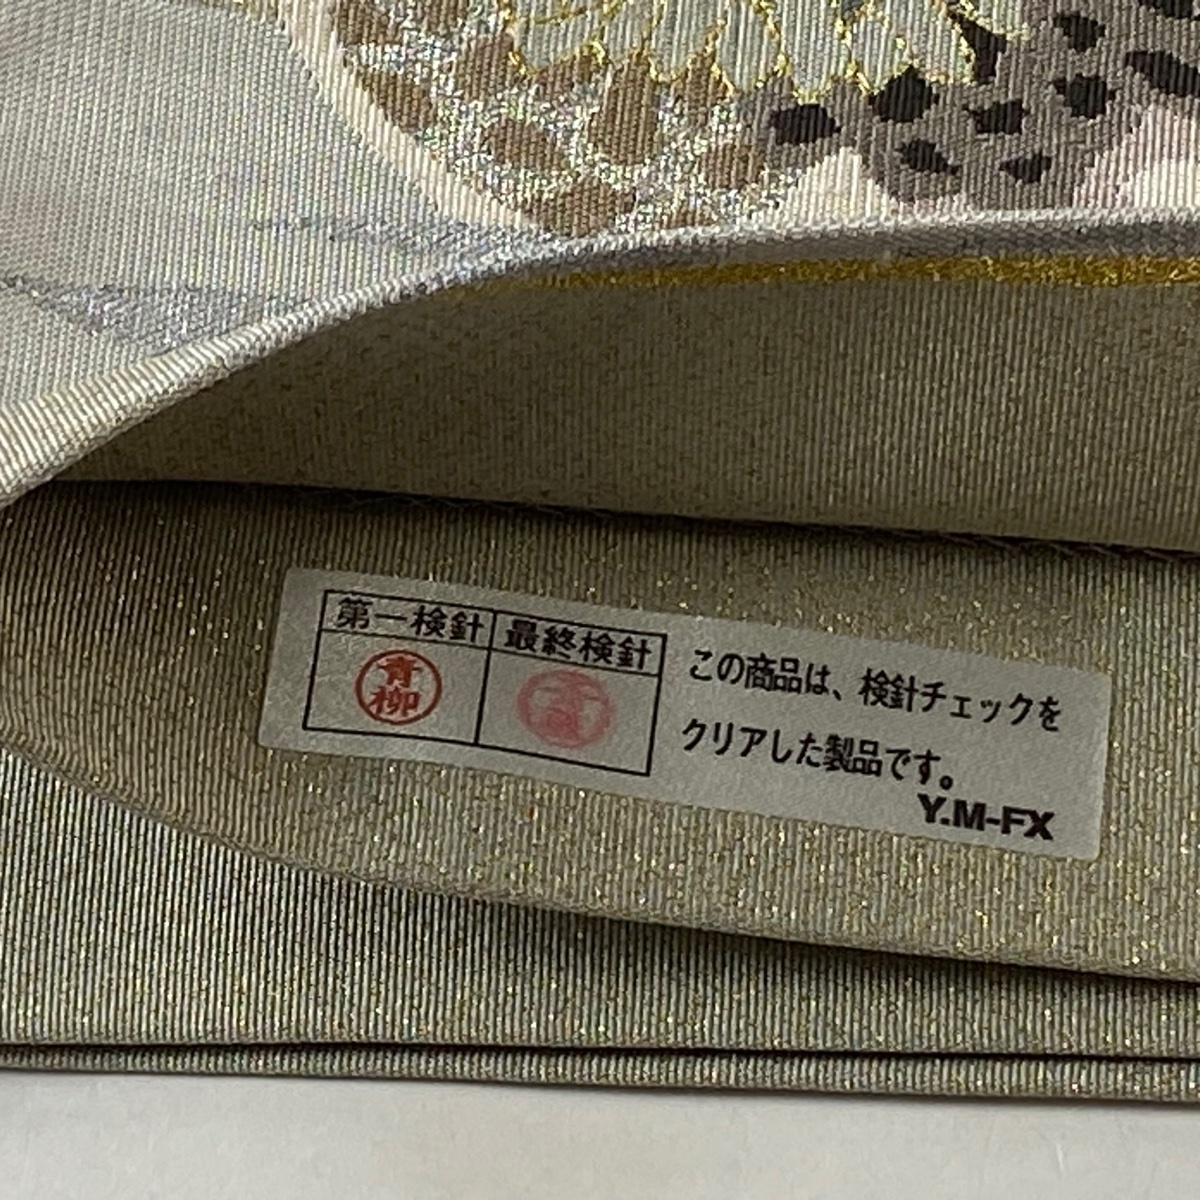 第一検針 最終検針
青柳
この商品は、検針チェックを
クリアした製品です。
Y.M-FX